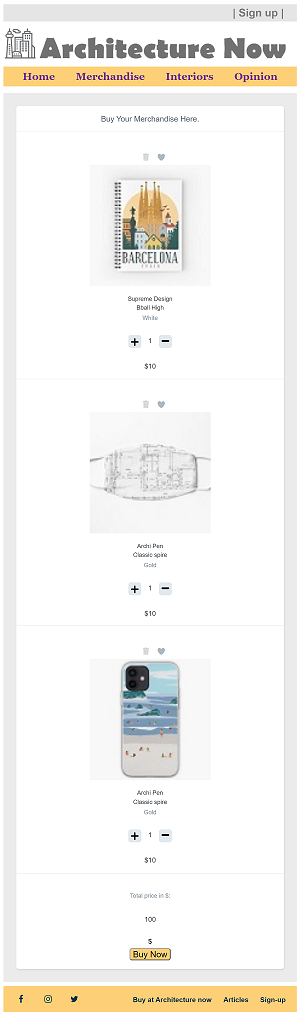 | Sign up |
Architecture Now
Home Merchandise Interiors Opinion
Buy Your Merchandise Here.
BARCELONA
SPAIN
Supreme Design
Bball High
White
+ 1 −
$10
Archi Pen
Classic spire
Gold
+ 1 −
$10
Archi Pen
Classic spire
Gold
+ 1 −
$10
Total price in $:
100
$
Buy Now
Buy at Architecture now Articles Sign-up